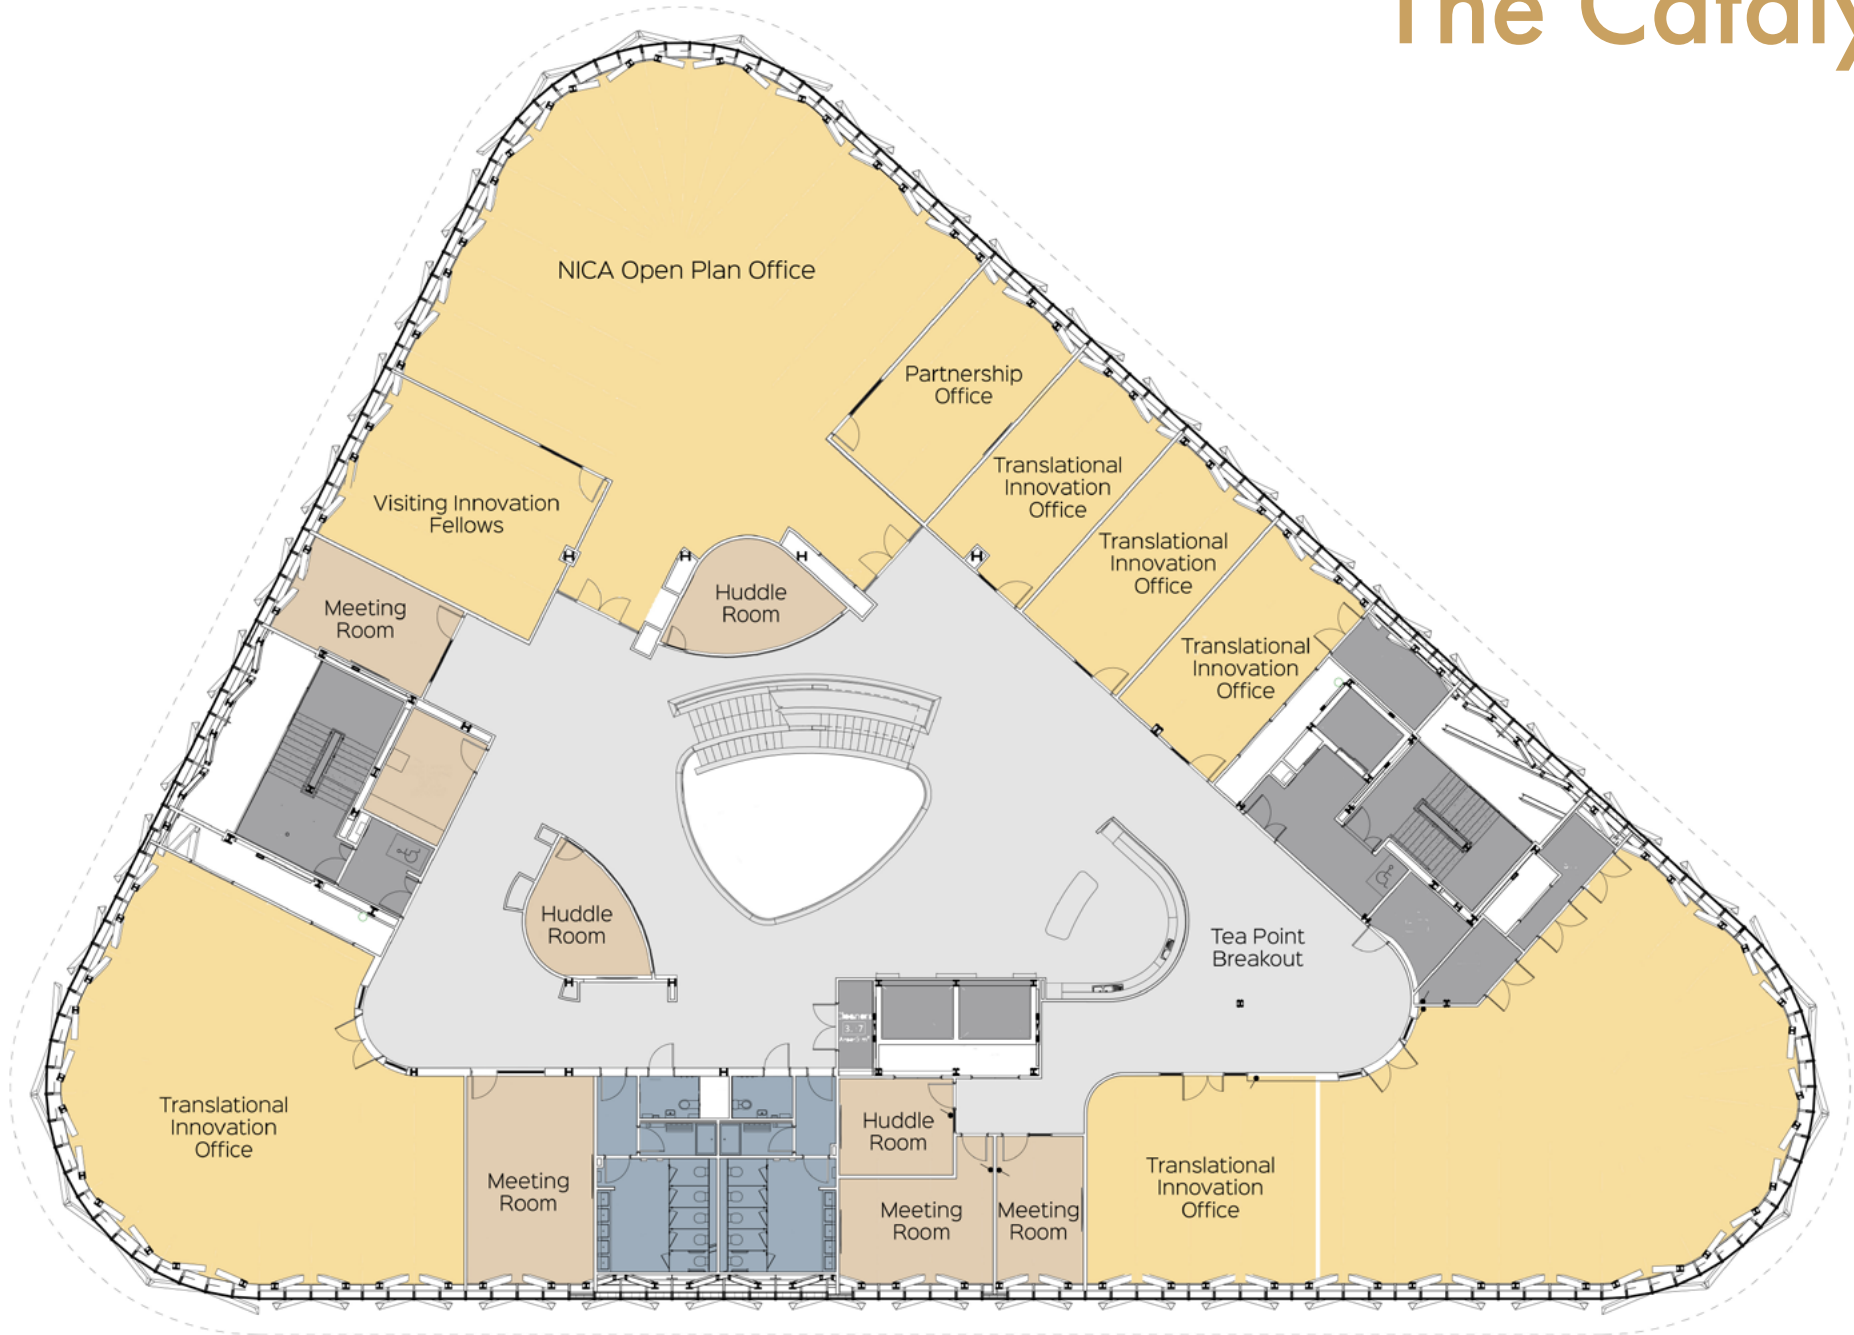 The Cataly
NICA Open Plan Office
Partnership
Office
Translational
Innovation
Office
Visiting Innovation
Fellows
Translational
Innovation
Office
Huddle
Room
Meeting
Room
Translational
Innovation
Office
Huddle
Room
Tea Point
Breakout
Translational
Innovation
Office
Huddle
Room
Meeting
Room
Meeting
Room
Meeting
Room
Translational
Innovation
Office